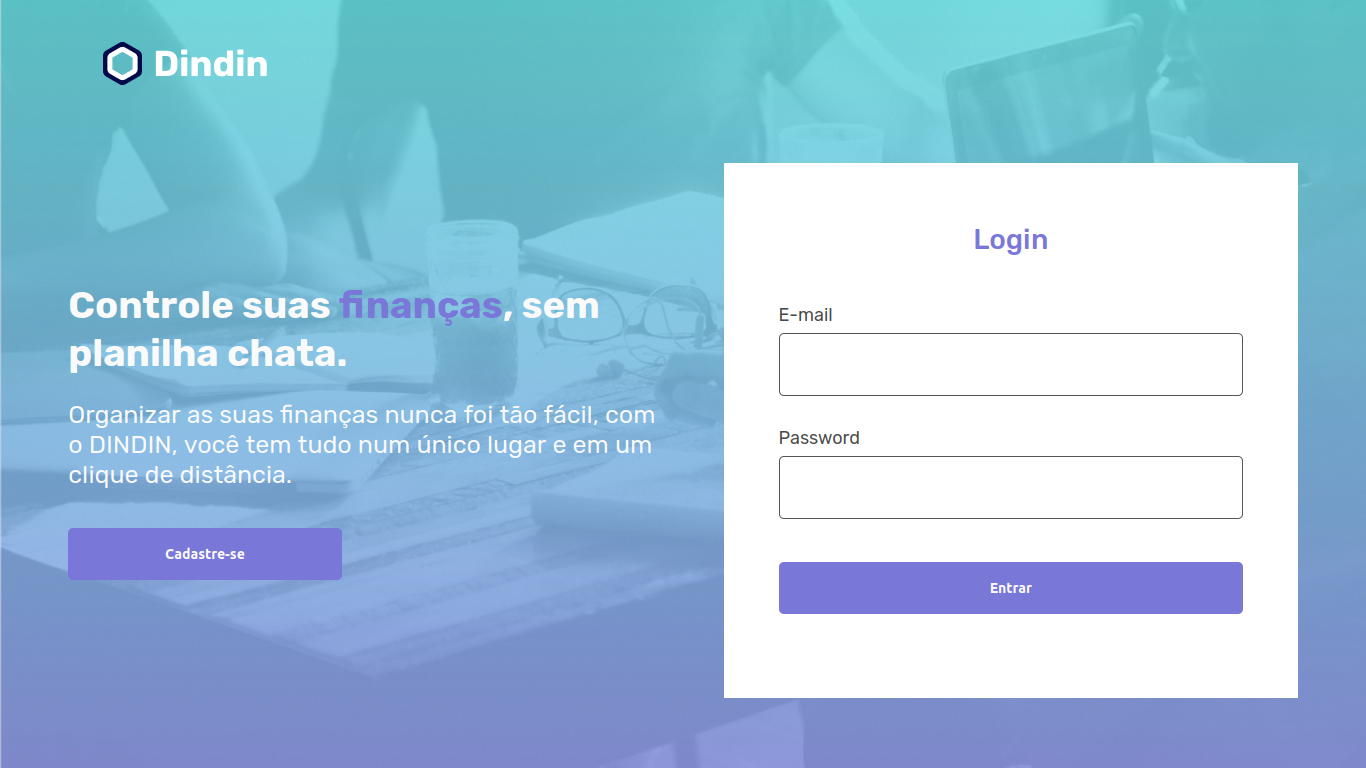 Dindin
Controle suas finanças, sem
planilha chata.
Organizar as suas finanças nunca foi tão fácil, com
o DINDIN, você tem tudo num único lugar e em um
clique de distância.
Cadastre-se
Login
E-mail
Password
Entrar